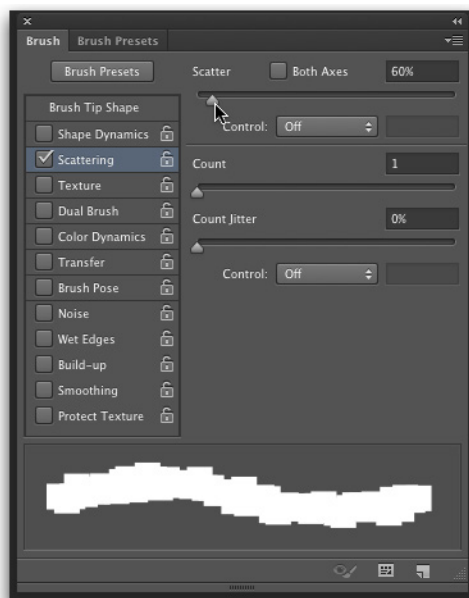 Brush Brush Presets
Brush Presets
Scatter Both Axes 60%
Brush Tip Shape
Control: Off
Shape Dynamics
Scattering
Count 1
Texture
Dual Brush
Count Jitter 0%
Color Dynamics
Transfer
Control: Off
Brush Pose
Noise
Wet Edges
Build-up
Smoothing
Protect Texture